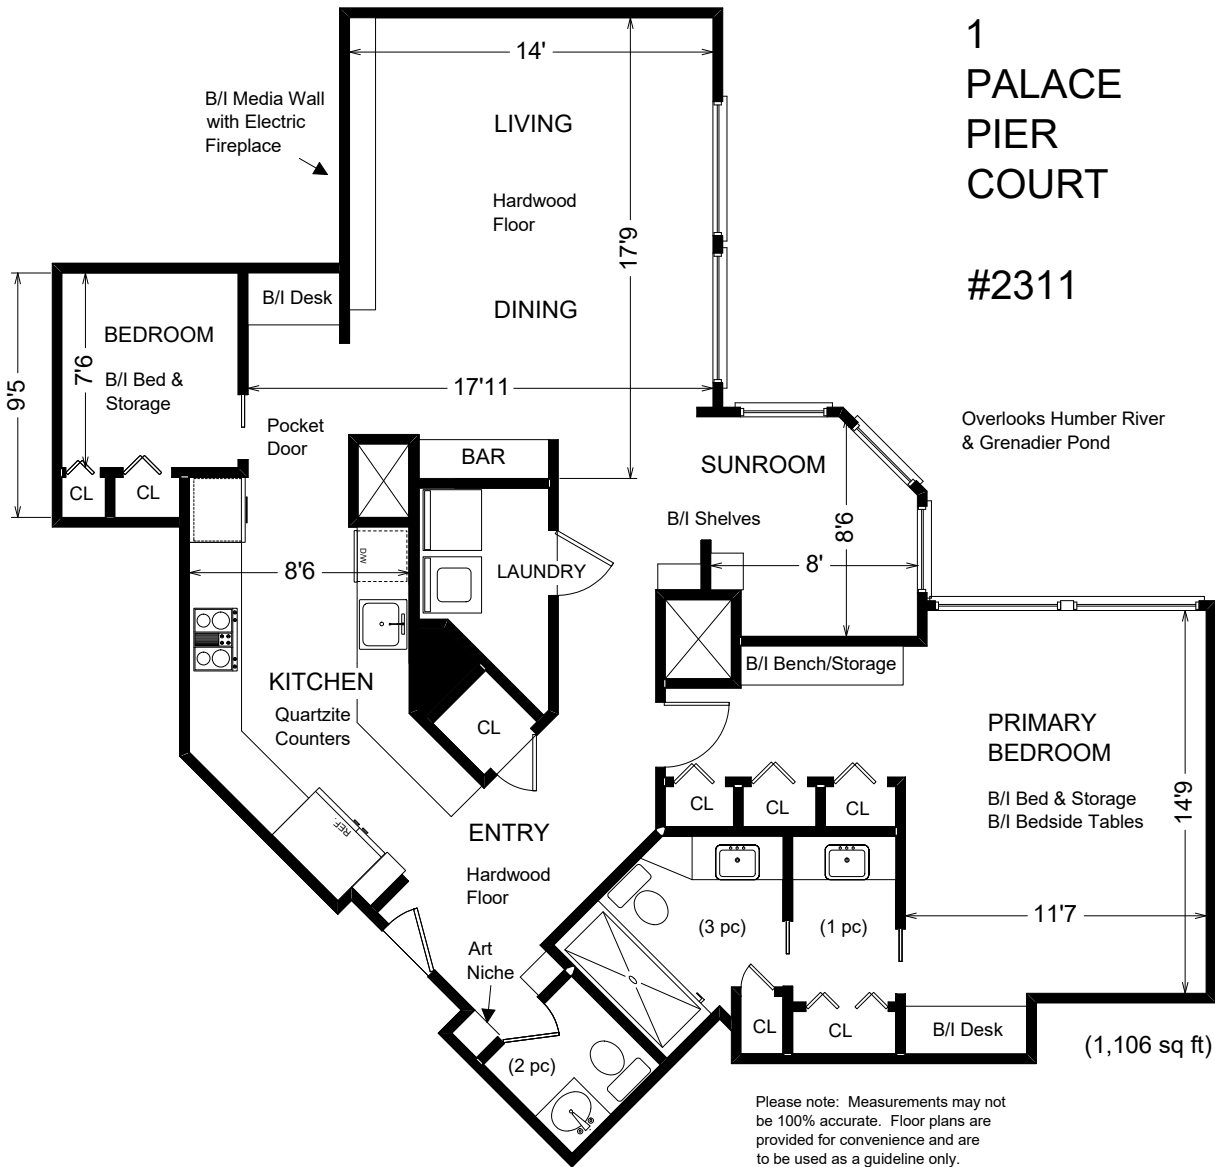 1
PALACE
PIER
COURT
#2311
14'
B/I Media Wall
with Electric
Fireplace
LIVING
Hardwood
Floor
17'9
DINING
B/I Desk
BEDROOM
B/I Bed &
Storage
7'6
9'5
17'11
Pocket
Door
CL
CL
BAR
SUNROOM
Overlooks Humber River
& Grenadier Pond
B/I Shelves
8'6
8'
8'6
D/W
LAUNDRY
B/I Bench/Storage
KITCHEN
Quartzite
Counters
CL
PRIMARY
BEDROOM
B/I Bed & Storage
B/I Bedside Tables
14'9
CL
CL
CL
REF.
ENTRY
Hardwood
Floor
11'7
(3 pc)
(1 pc)
Art
Niche
CL
CL
B/I Desk
(2 pc)
(1,106 sq ft)
Please note: Measurements may not
be 100% accurate. Floor plans are
provided for convenience and are
to be used as a guideline only.